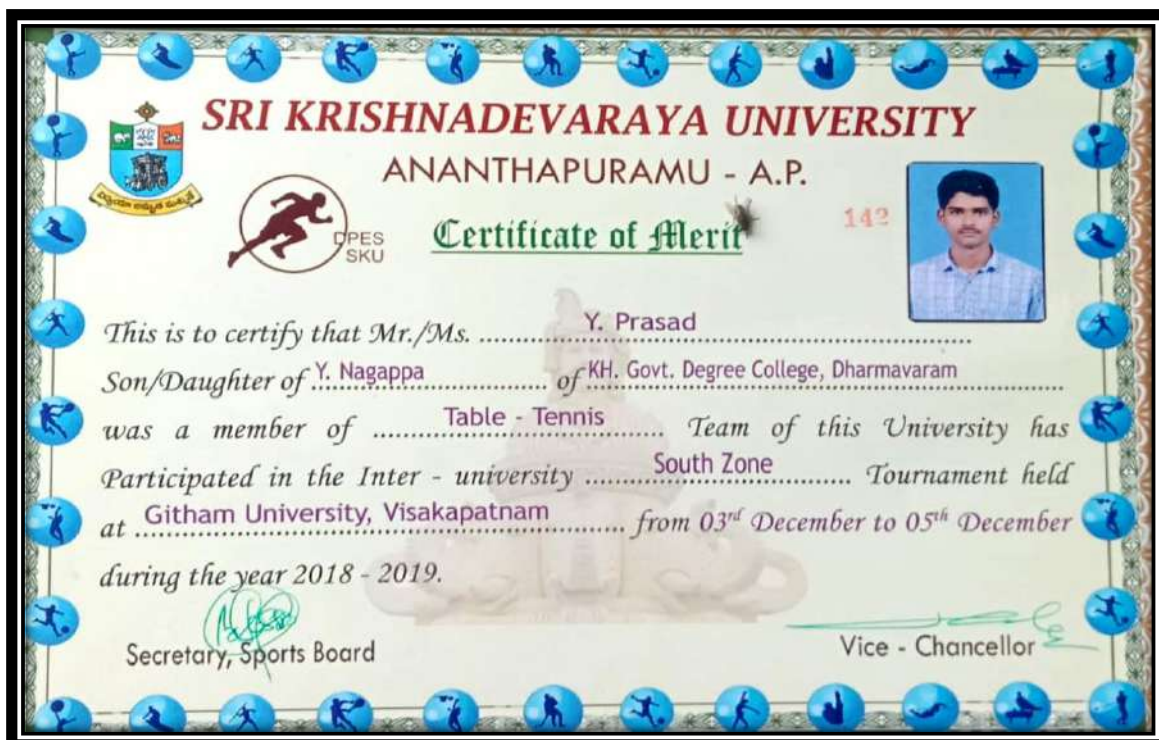 SRI KRISHNADEVARAYA UNIVERSITY
ANANTHAPURAMU - A.P.
DPES
SKU
Certificate of Merit
142
This is to certify that Mr./Ms. Y. Prasad
Son/Daughter of Y. Nagappa of KH. Govt. Degree College, Dharmavaram
was a member of Table - Tennis Team of this University has
Participated in the Inter - university South Zone Tournament held
at Githam University, Visakapatnam from 03rd December to 05th December
during the year 2018 - 2019.
Secretary, Sports Board
Vice - Chancellor